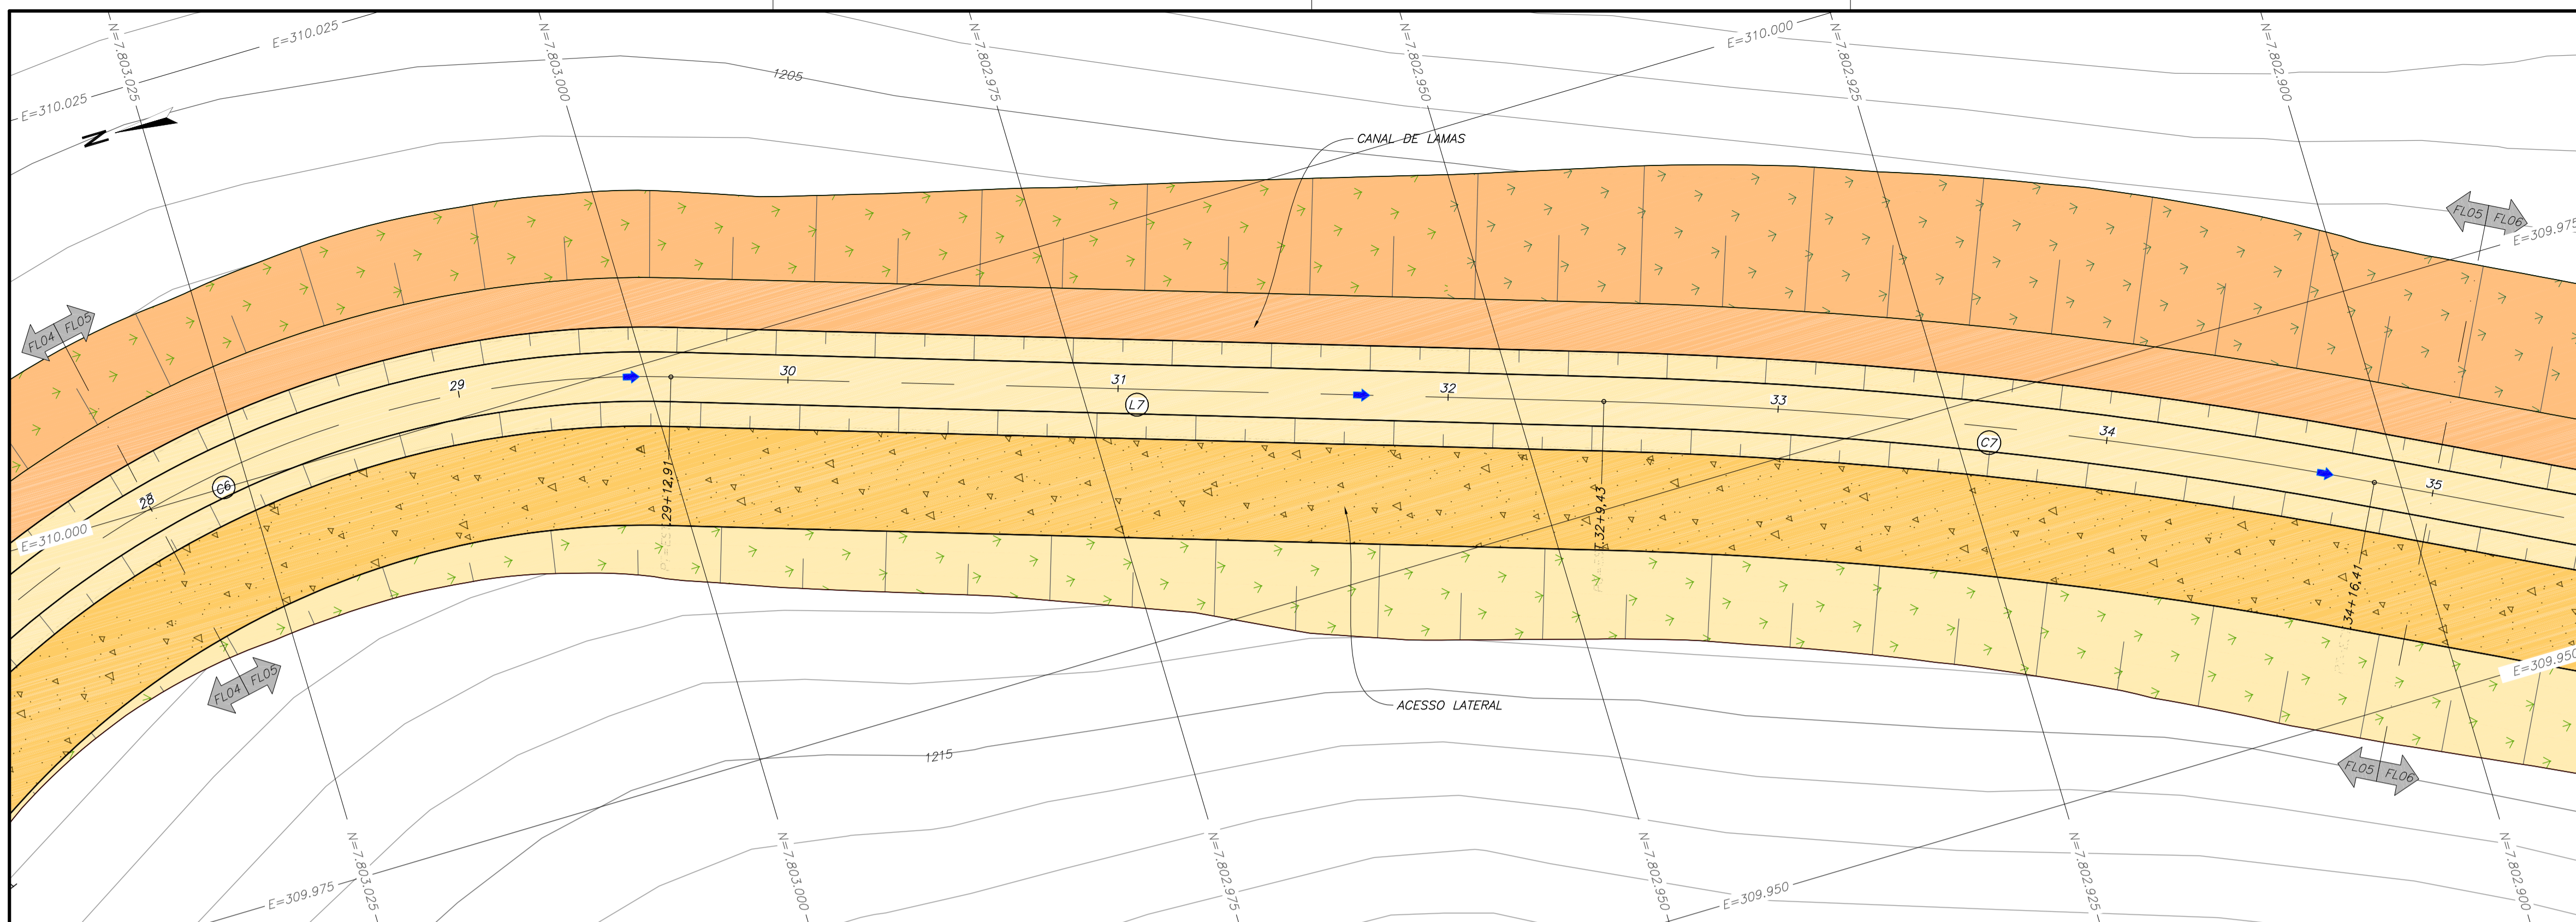 N=7.803.025
E=310.025
N=7.803.000
N=7.802.975
N=7.802.950
E=310.000
N=7.802.925
N=7.802.900
E=310.025
1205
N
CANAL DE LAMAS
FL05
FL06
E=309.975
FL04
FL05
29
30
31
32
33
34
35
L7
C7
C6
28
29+12,91
32+9,43
34+16,41
E=310.000
E=309.950
FL04
FL05
ACESSO LATERAL
1215
FL05
FL06
N=7.803.025
N=7.803.000
N=7.802.975
N=7.802.950
N=7.802.925
N=7.802.900
E=309.975
E=309.950